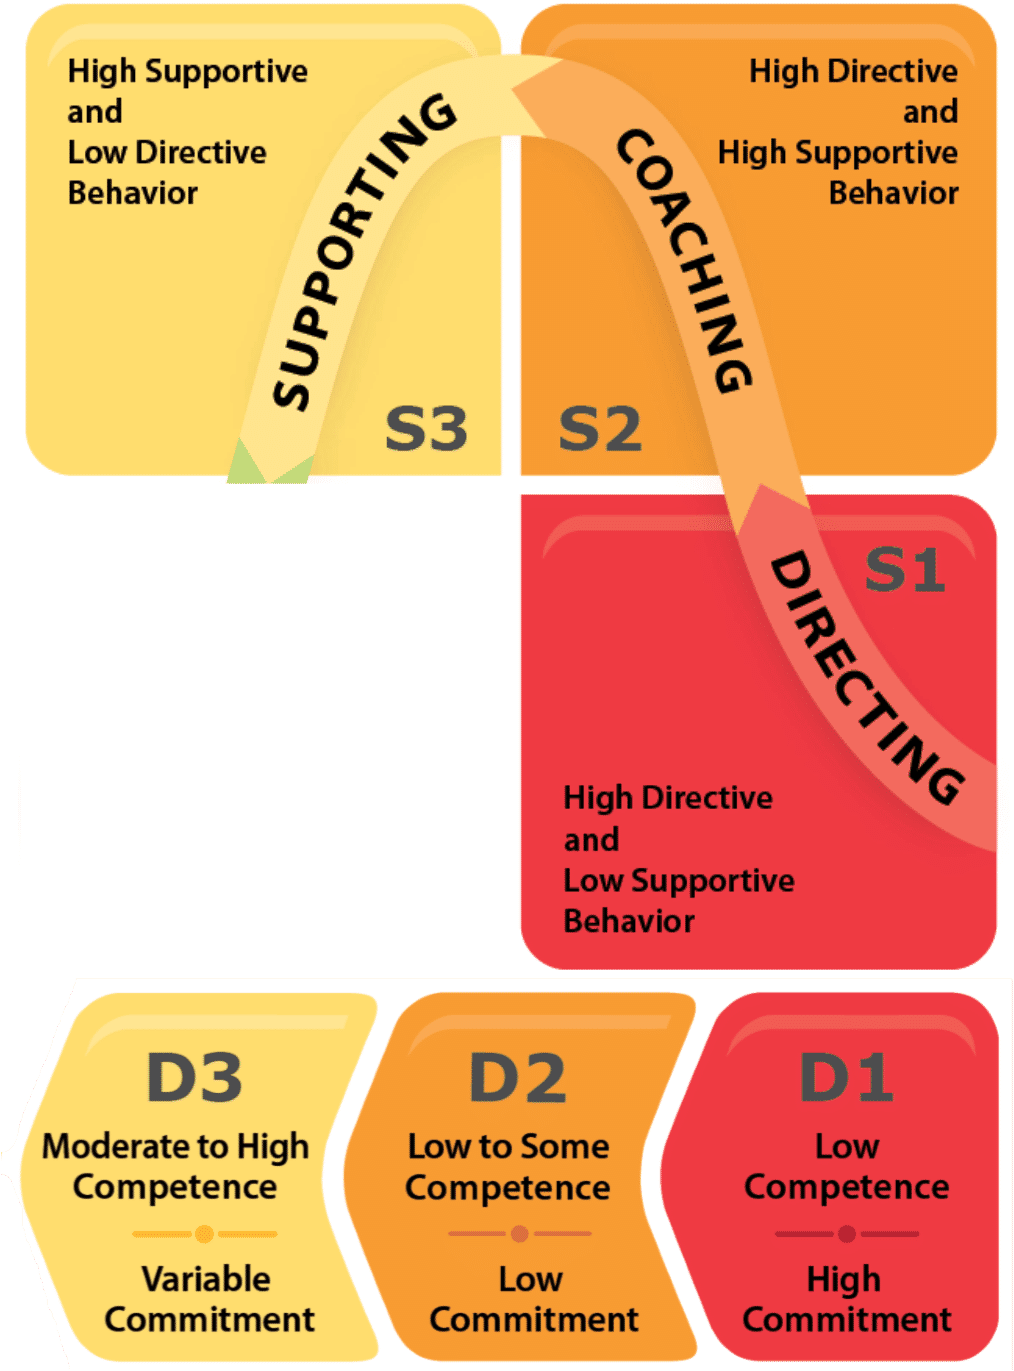 High Supportive
and
Low Directive
Behavior
SUPPORTING
S3
High Directive
and
High Supportive
Behavior
COACHING
S2
S1
DIRECTING
High Directive
and
Low Supportive
Behavior
D3
Moderate to High
Competence
Variable
Commitment
D2
Low to Some
Competence
Low
Commitment
D1
Low
Competence
High
Commitment